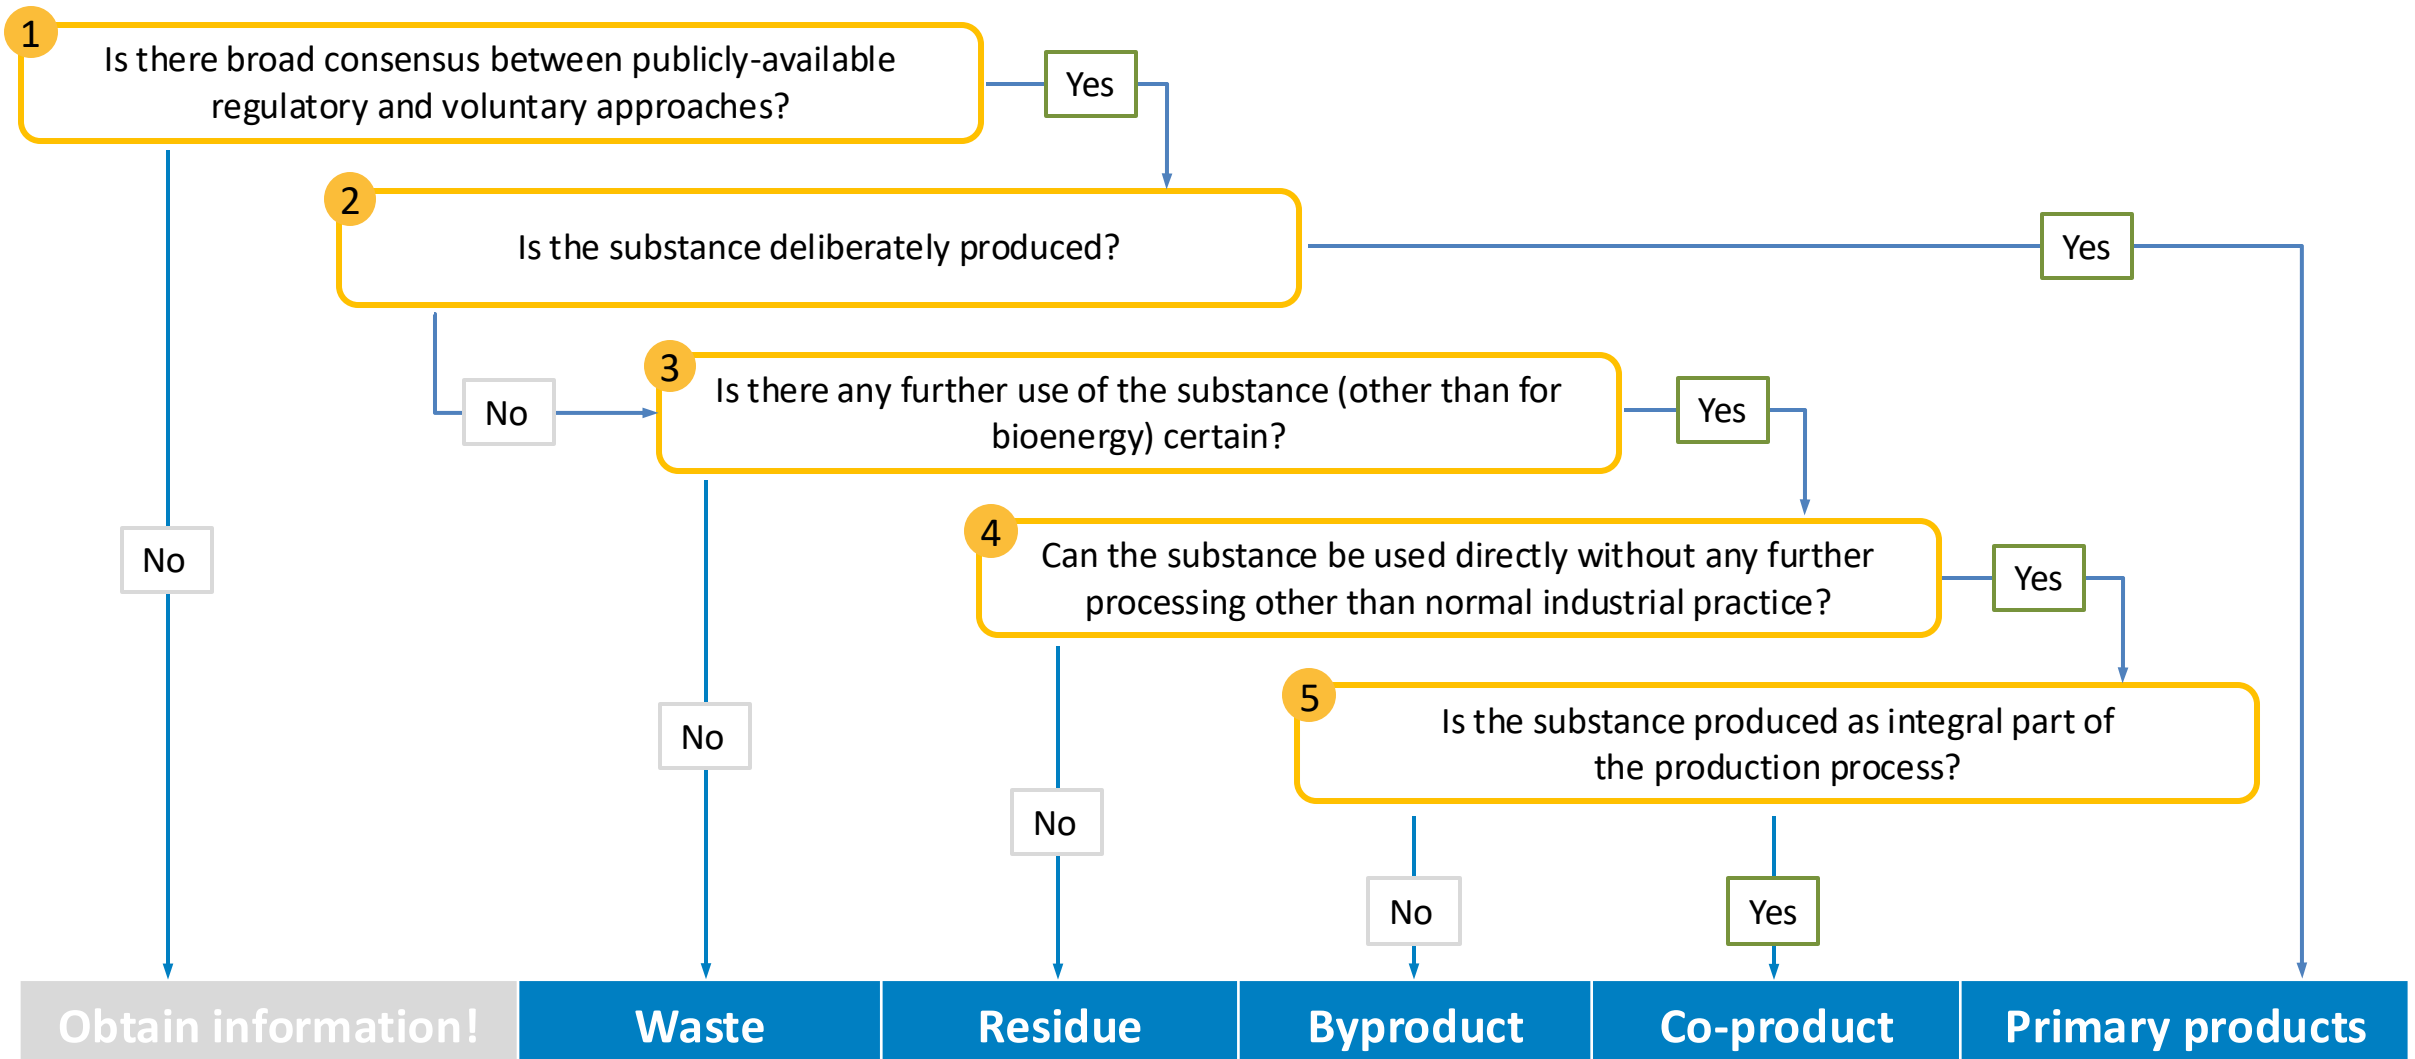 1
Is there broad consensus between publicly-available
regulatory and voluntary approaches?
Yes
2
Is the substance deliberately produced?
Yes
3
Is there any further use of the substance (other than for
bioenergy) certain?
No
Yes
4
Can the substance be used directly without any further
processing other than normal industrial practice?
No
Yes
5
Is the substance produced as integral part of
the production process?
No
No
No
Yes
Obtain information!
Waste
Residue
Byproduct
Co-product
Primary products